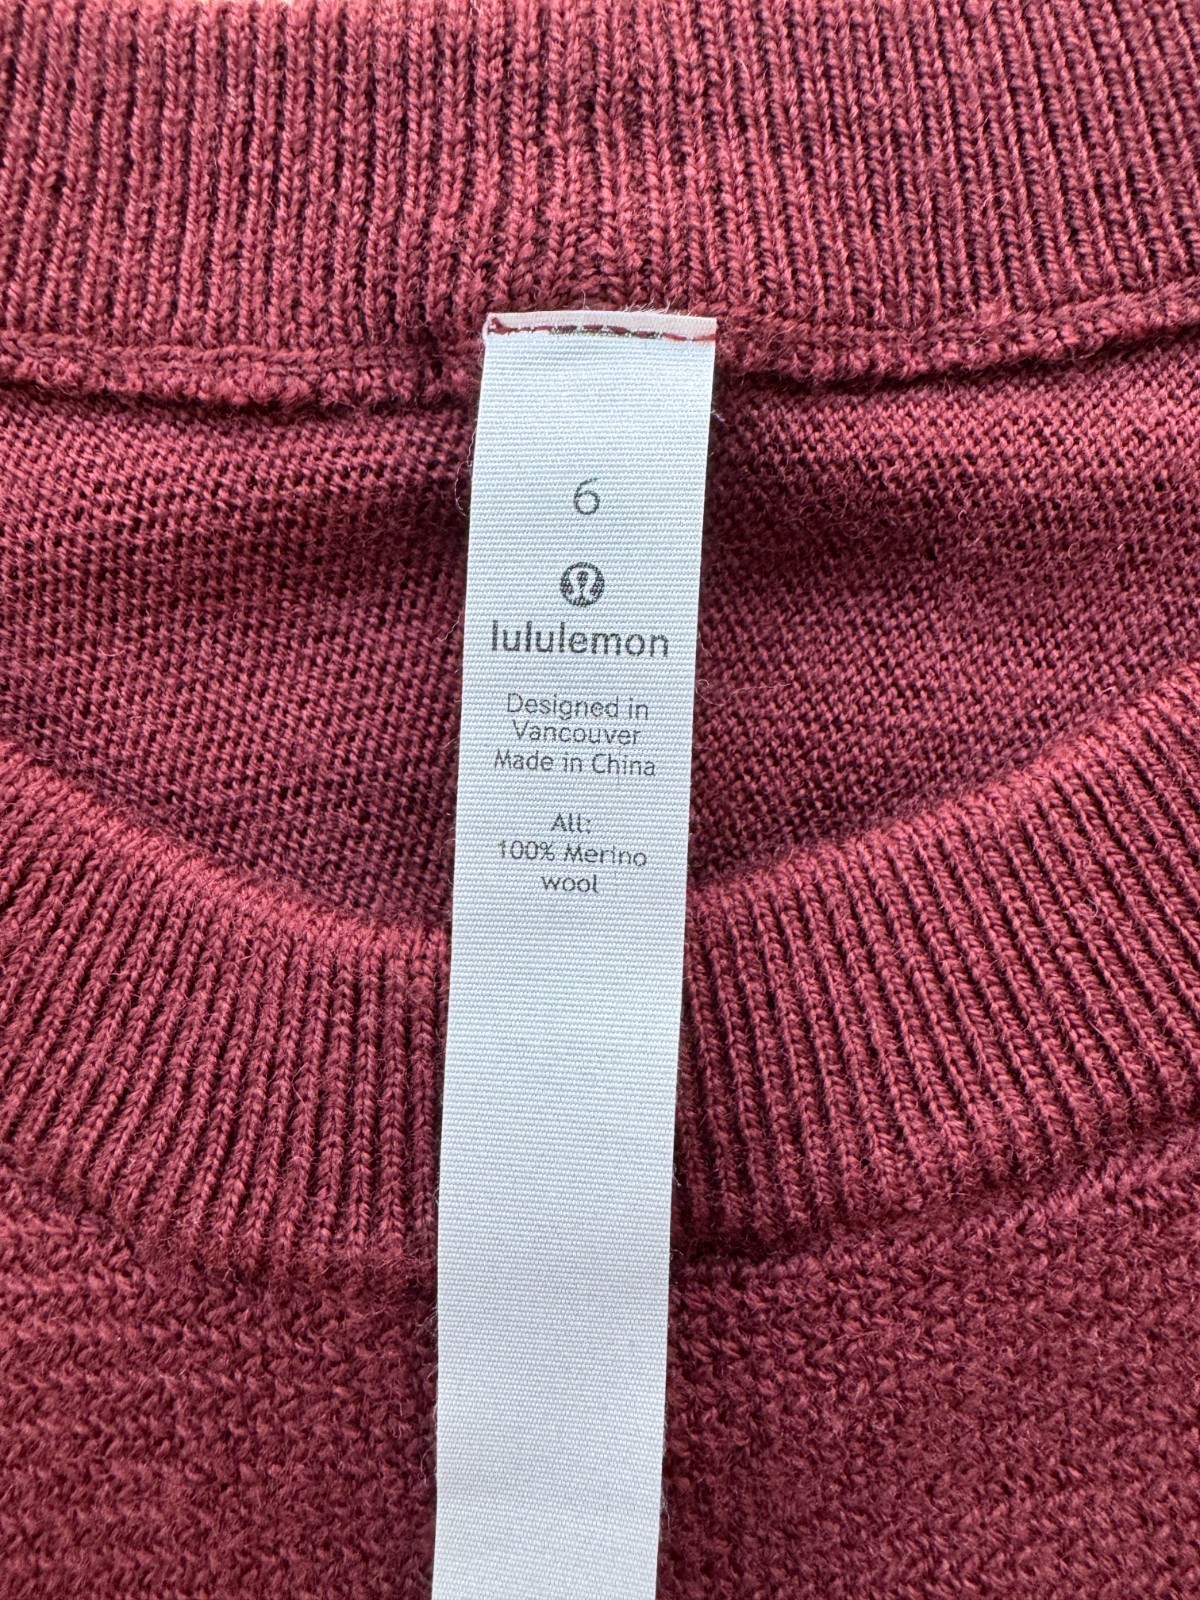 6
lululemon
Designed in
Vancouver
Made in China
All:
100% Merino
wool